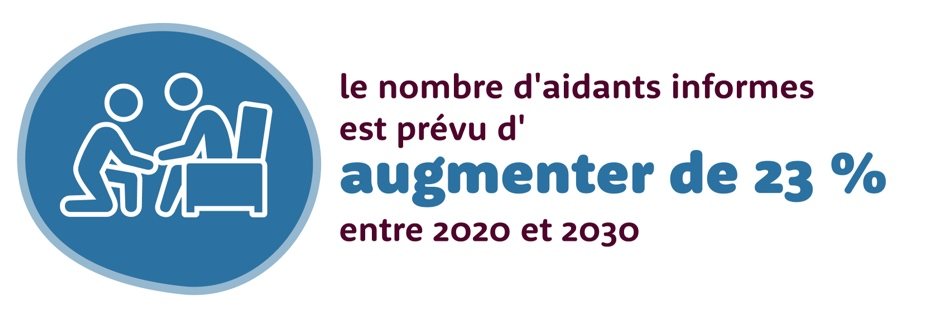 le nombre d'aidants informes
est prévu d'
augmenter de 23 %
entre 2020 et 2030